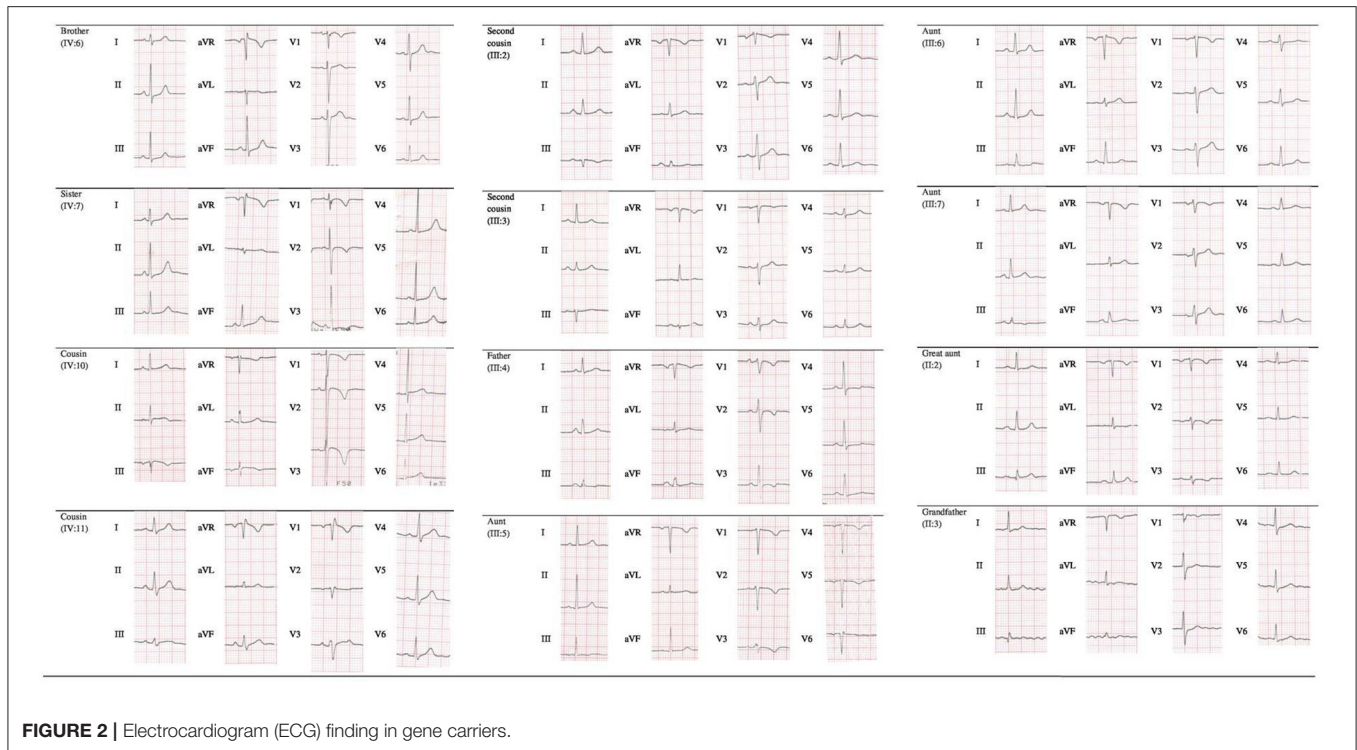 Brother
(IV:6)
I aVR V1 V4
II aVL V2 V5
III aVF V3 V6
Sister
(IV:7)
I aVR V1 V4
II aVL V2 V5
III aVF V3 V6
Cousin
(IV:10)
I aVR V1 V4
II aVL V2 V5
III aVF V3 V6
F50
Cousin
(IV:11)
I aVR V1 V4
II aVL V2 V5
III aVF V3 V6
Second
cousin
(III:2)
I aVR V1 V4
II aVL V2 V5
III aVF V3 V6
Second
cousin
(III:3)
I aVR V1 V4
II aVL V2 V5
III aVF V3 V6
Father
(III:4)
I aVR V1 V4
II aVL V2 V5
III aVF V3 V6
Aunt
(III:5)
I aVR V1 V4
II aVL V2 V5
III aVF V3 V6
Aunt
(III:6)
I aVR V1 V4
II aVL V2 V5
III aVF V3 V6
Aunt
(III:7)
I aVR V1 V4
II aVL V2 V5
III aVF V3 V6
Great aunt
(II:2)
I aVR V1 V4
II aVL V2 V5
III aVF V3 V6
Grandfather
(II:3)
I aVR V1 V4
II aVL V2 V5
III aVF V3 V6
FIGURE 2 | Electrocardiogram (ECG) finding in gene carriers.